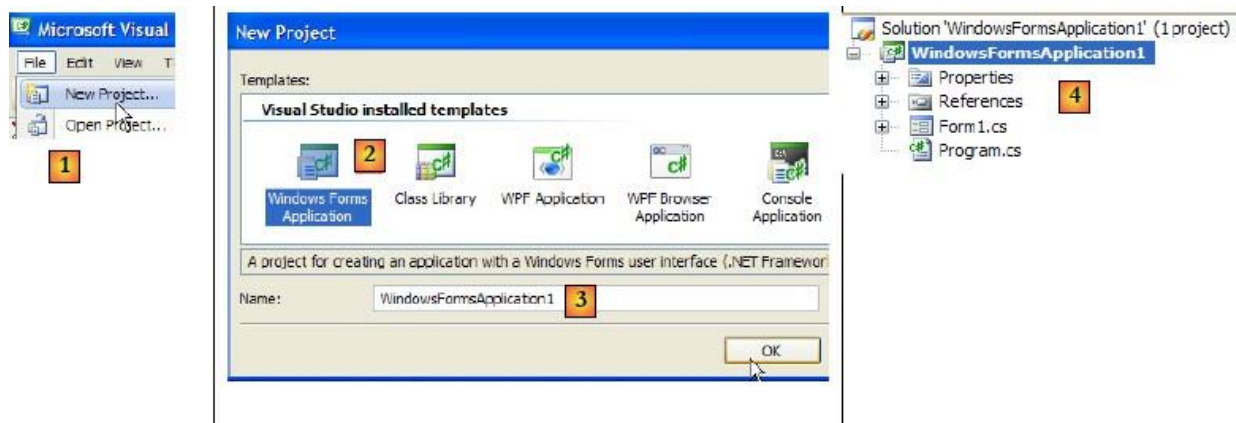 Microsoft Visual
File Edit View T
New Project...
Open Project...
1
New Project
Templates:
Visual Studio installed templates
2
Windows Forms Application
Class Library
WPF Application
WPF Browser Application
Console Application
A project for creating an application with a Windows Forms user interface (.NET Framewor
Name: WindowsFormsApplication1
3
OK
Solution 'WindowsFormsApplication1' (1 project)
WindowsFormsApplication1
Properties
References
4
Form1.cs
Program.cs